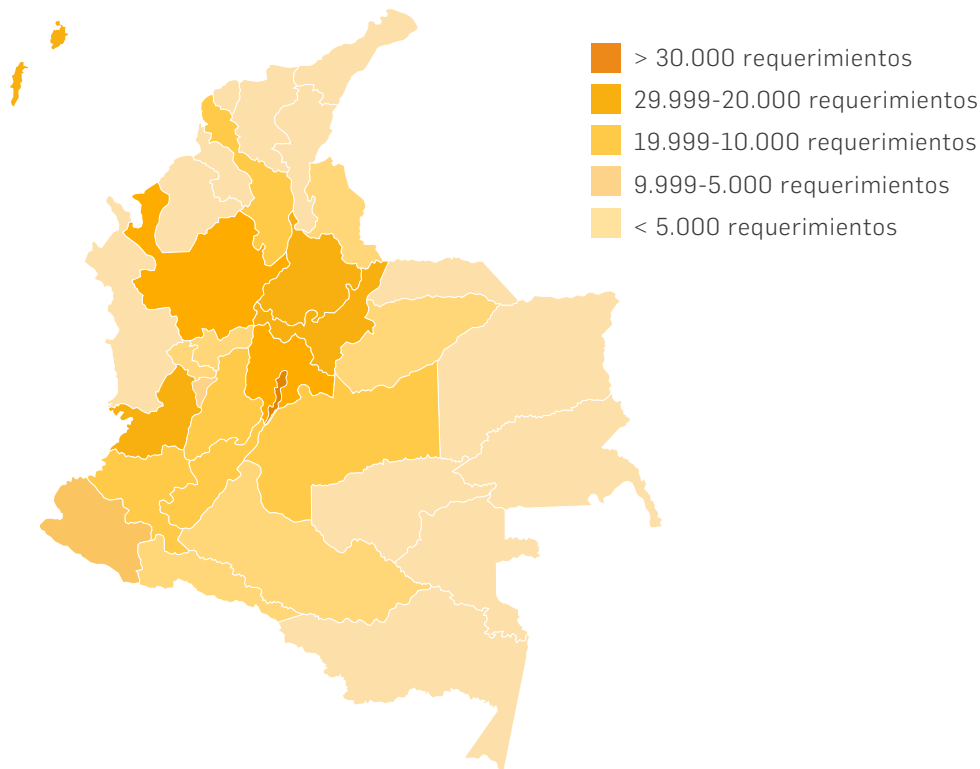 > 30.000 requerimientos
29.999-20.000 requerimientos
19.999-10.000 requerimientos
9.999-5.000 requerimientos
< 5.000 requerimientos